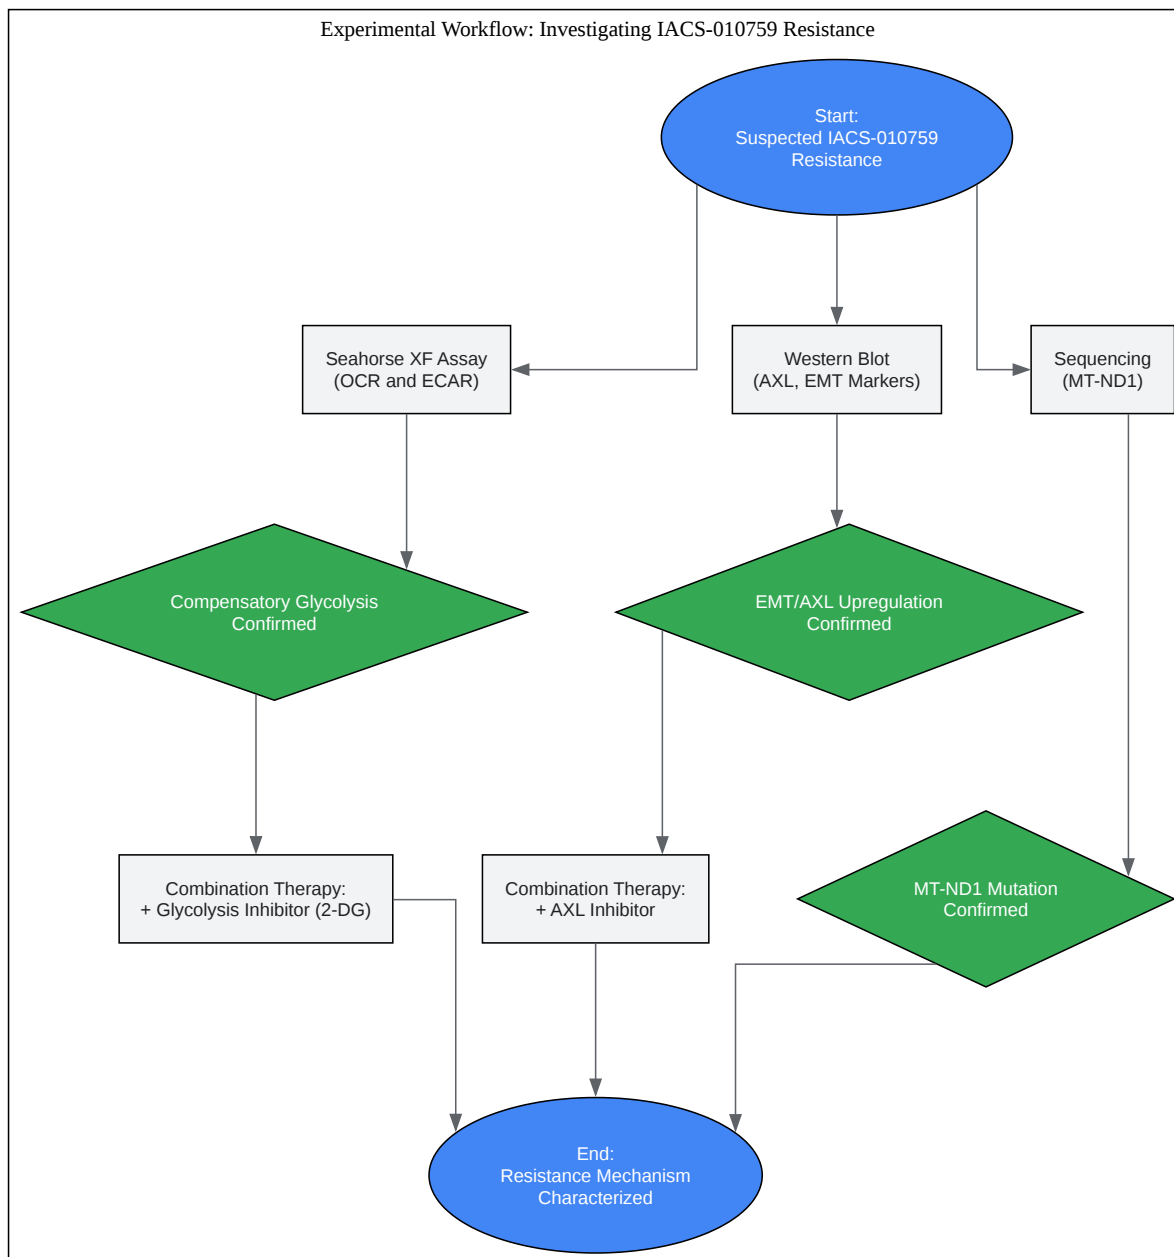 Experimental Workflow: Investigating IACS-010759 Resistance
Start:
Suspected IACS-010759
Resistance
Seahorse XF Assay
(OCR and ECAR)
Western Blot
(AXL, EMT Markers)
Sequencing
(MT-ND1)
Compensatory Glycolysis
Confirmed
EMT/AXL Upregulation
Confirmed
Combination Therapy:
+ Glycolysis Inhibitor (2-DG)
Combination Therapy:
+ AXL Inhibitor
MT-ND1 Mutation
Confirmed
End:
Resistance Mechanism
Characterized